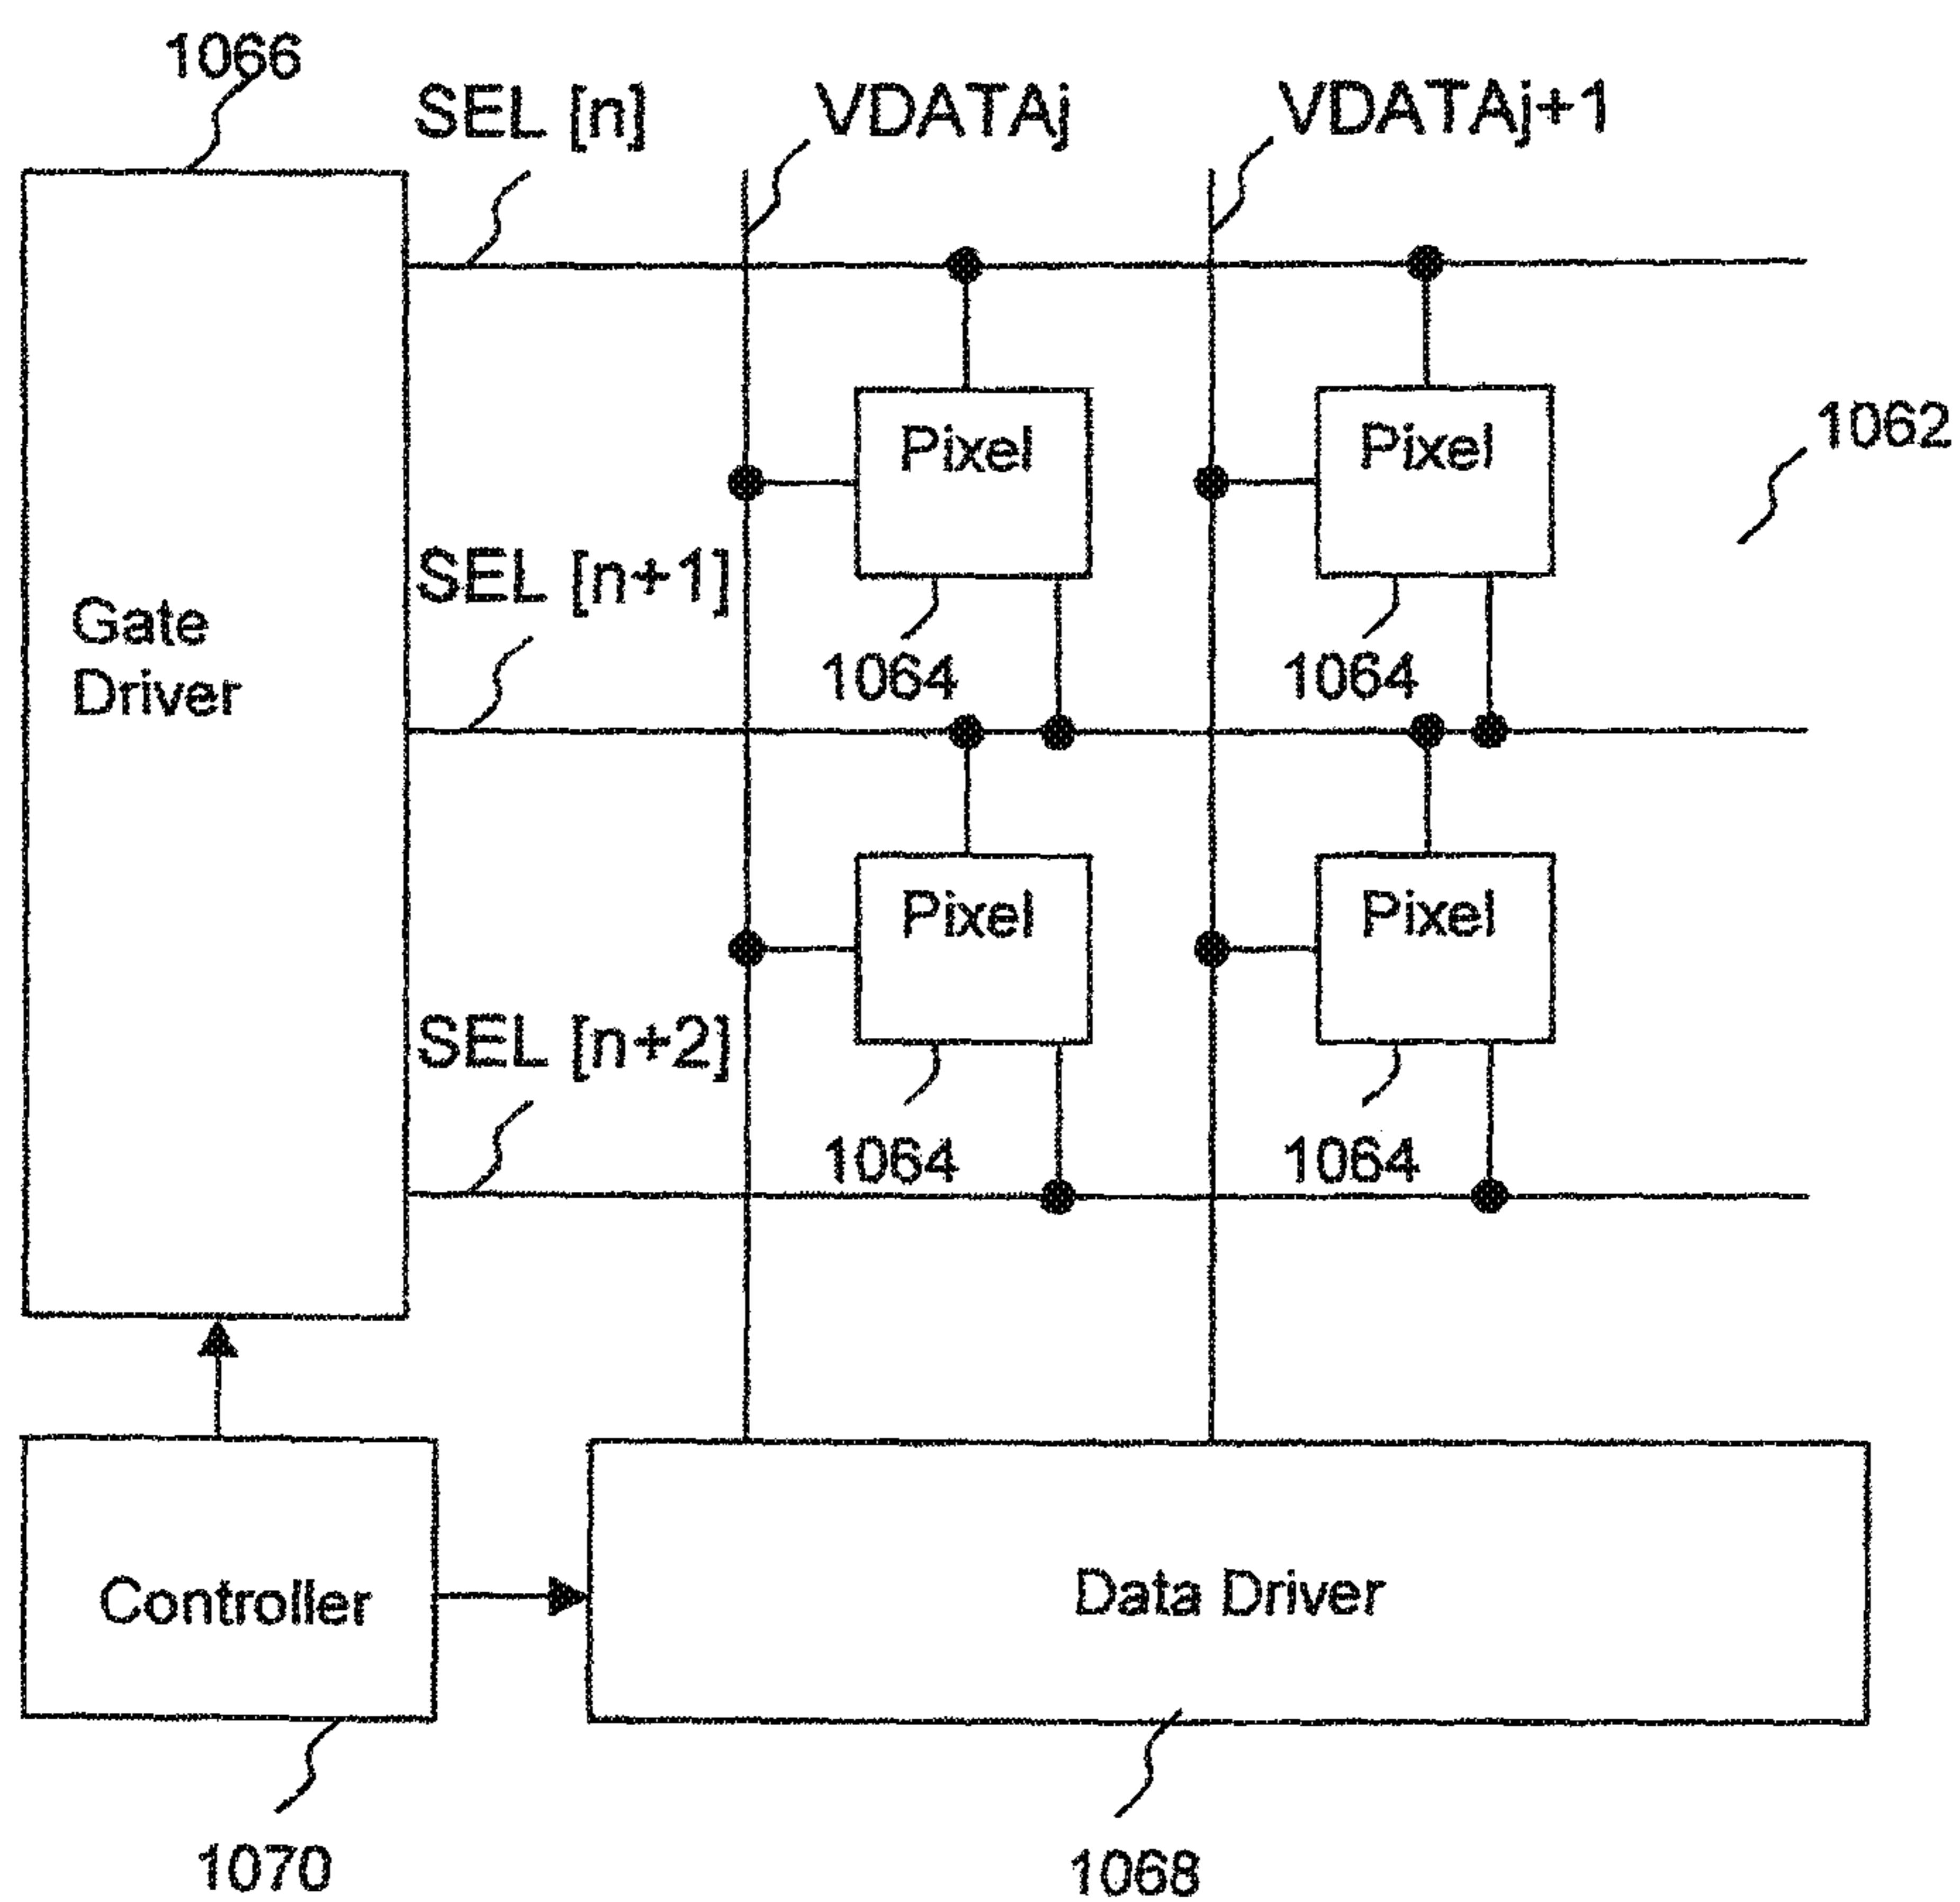 1066
SEL [n]
VDATAj
VDATAj+1
Pixel
Pixel
1062
SEL [n+1]
Gate
Driver
1064
1064
Pixel
Pixel
SEL [n+2]
1064
1064
Controller
Data Driver
1070
1068